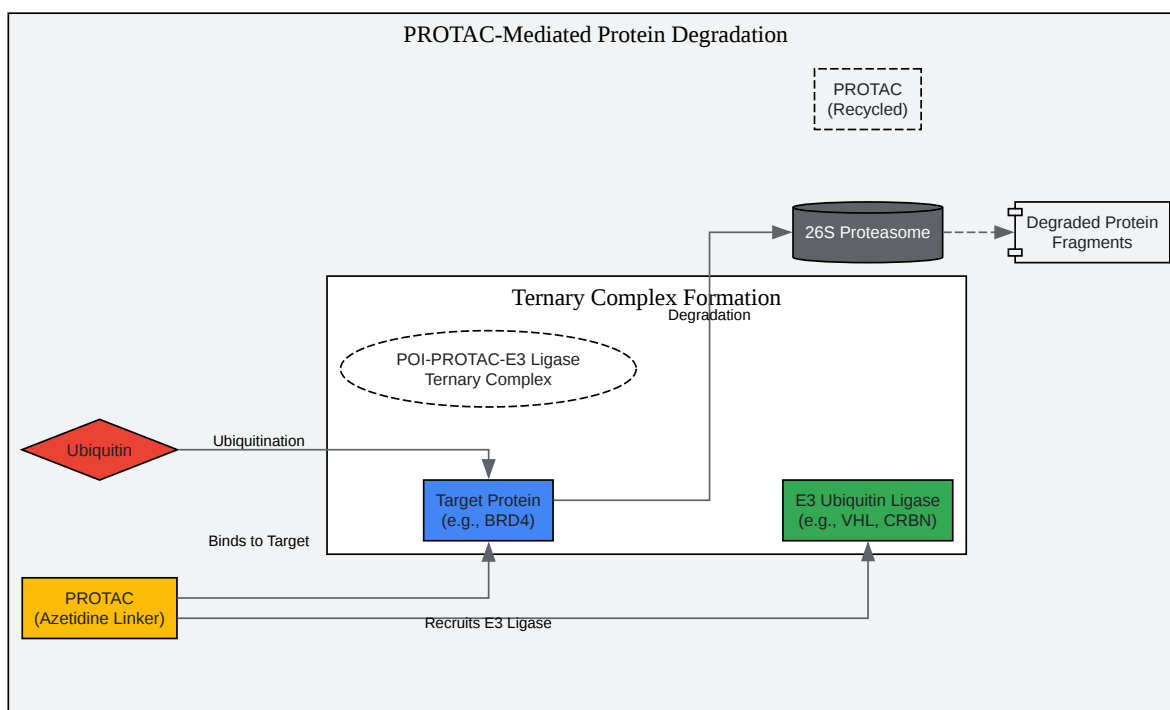 PROTAC-Mediated Protein Degradation
PROTAC
(Recycled)
26S Proteasome
Degraded Protein
Fragments
Ternary Complex Formation
Degradation
POI-PROTAC-E3 Ligase
Ternary Complex
Ubiquitin
Ubiquitination
Target Protein
(e.g., BRD4)
E3 Ubiquitin Ligase
(e.g., VHL, CRBN)
Binds to Target
PROTAC
(Azetidine Linker)
Recruits E3 Ligase